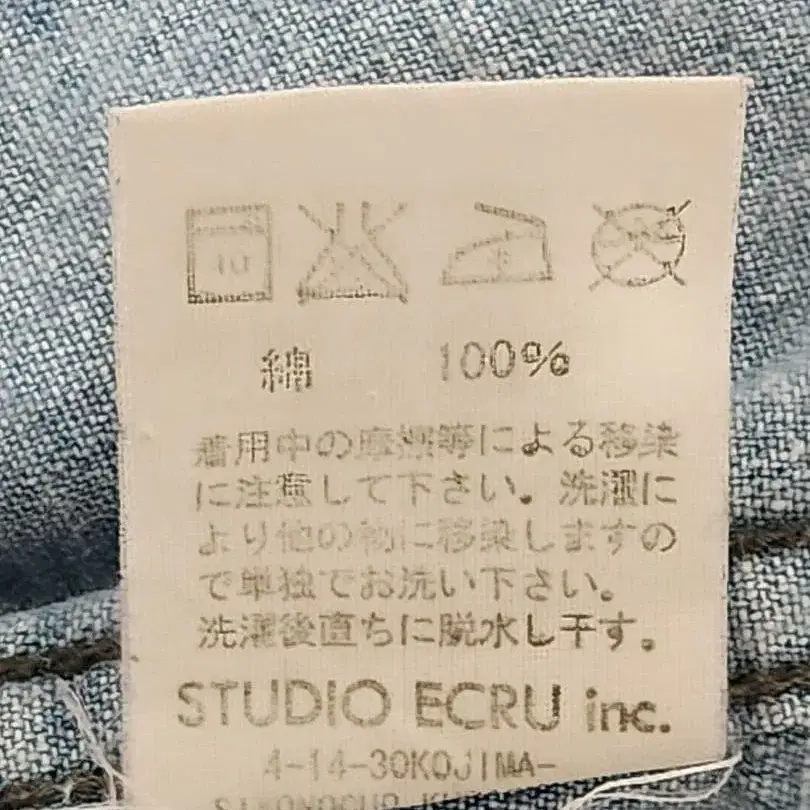 綿 100%
着用中の摩擦等による移染
に注意して下さい。洗濯に
より他の物に移染しますの
で単独でお洗い下さい。
洗濯後直ちに脱水し干す。
STUDIO ECRU inc.
4-14-30KOJIMA-